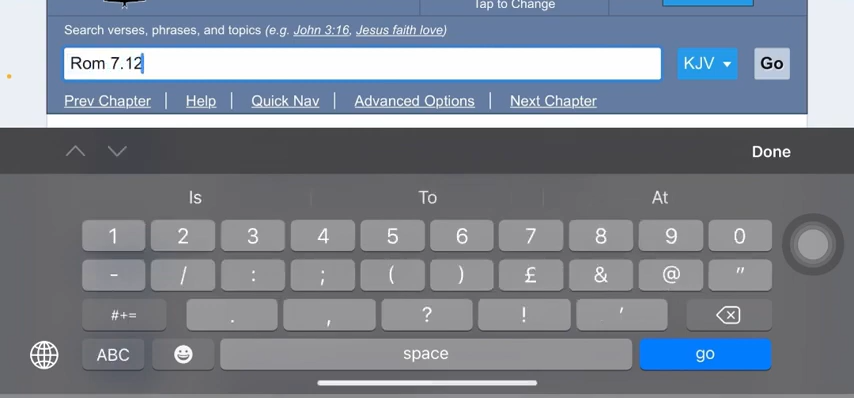 Tap to Change
Search verses, phrases, and topics (e.g. John 3:16, Jesus faith love)
Rom 7.12 KJV Go
Prev Chapter | Help | Quick Nav | Advanced Options | Next Chapter
Done
Is To At
1 2 3 4 5 6 7 8 9 0
- / : ; ( ) £ & @ "
#+= . , ? ! '
ABC space go